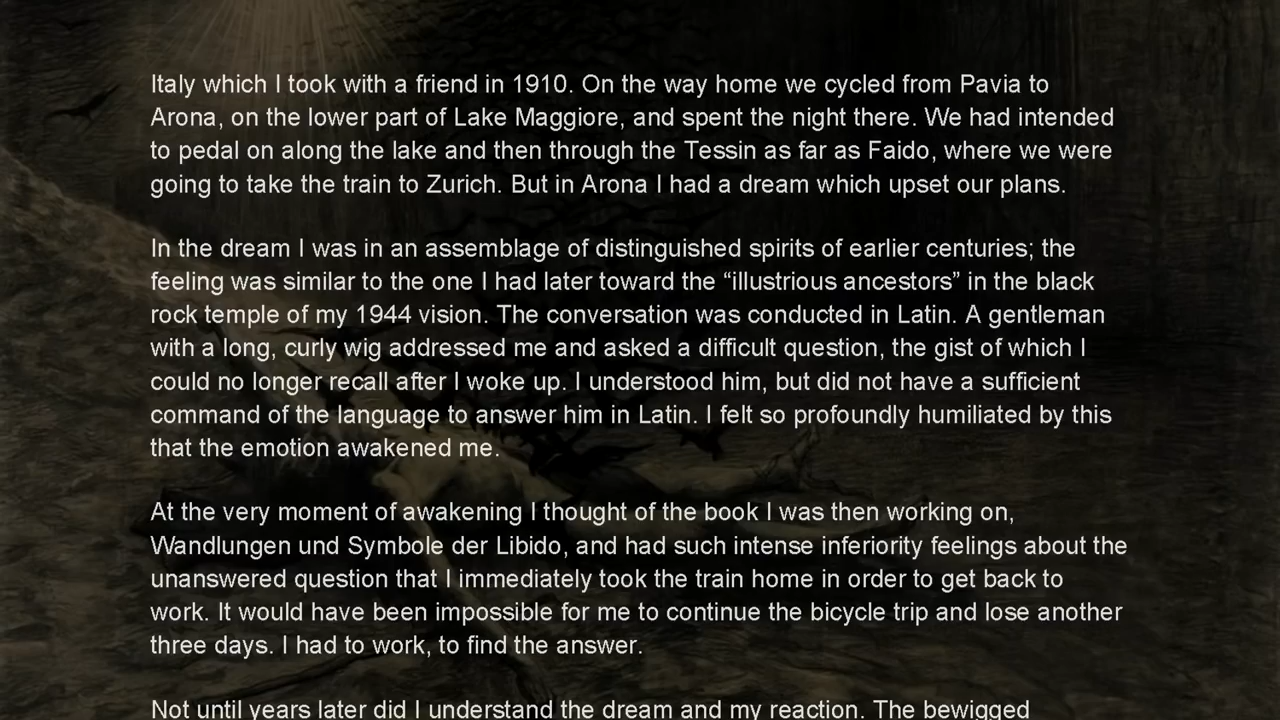 Italy which I took with a friend in 1910. On the way home we cycled from Pavia to
Arona, on the lower part of Lake Maggiore, and spent the night there. We had intended
to pedal on along the lake and then through the Tessin as far as Faido, where we were
going to take the train to Zurich. But in Arona I had a dream which upset our plans.
In the dream I was in an assemblage of distinguished spirits of earlier centuries; the
feeling was similar to the one I had later toward the “illustrious ancestors” in the black
rock temple of my 1944 vision. The conversation was conducted in Latin. A gentleman
with a long, curly wig addressed me and asked a difficult question, the gist of which I
could no longer recall after I woke up. I understood him, but did not have a sufficient
command of the language to answer him in Latin. I felt so profoundly humiliated by this
that the emotion awakened me.
At the very moment of awakening I thought of the book I was then working on,
Wandlungen und Symbole der Libido, and had such intense inferiority feelings about the
unanswered question that I immediately took the train home in order to get back to
work. It would have been impossible for me to continue the bicycle trip and lose another
three days. I had to work, to find the answer.
Not until years later did I understand the dream and my reaction. The bewigged